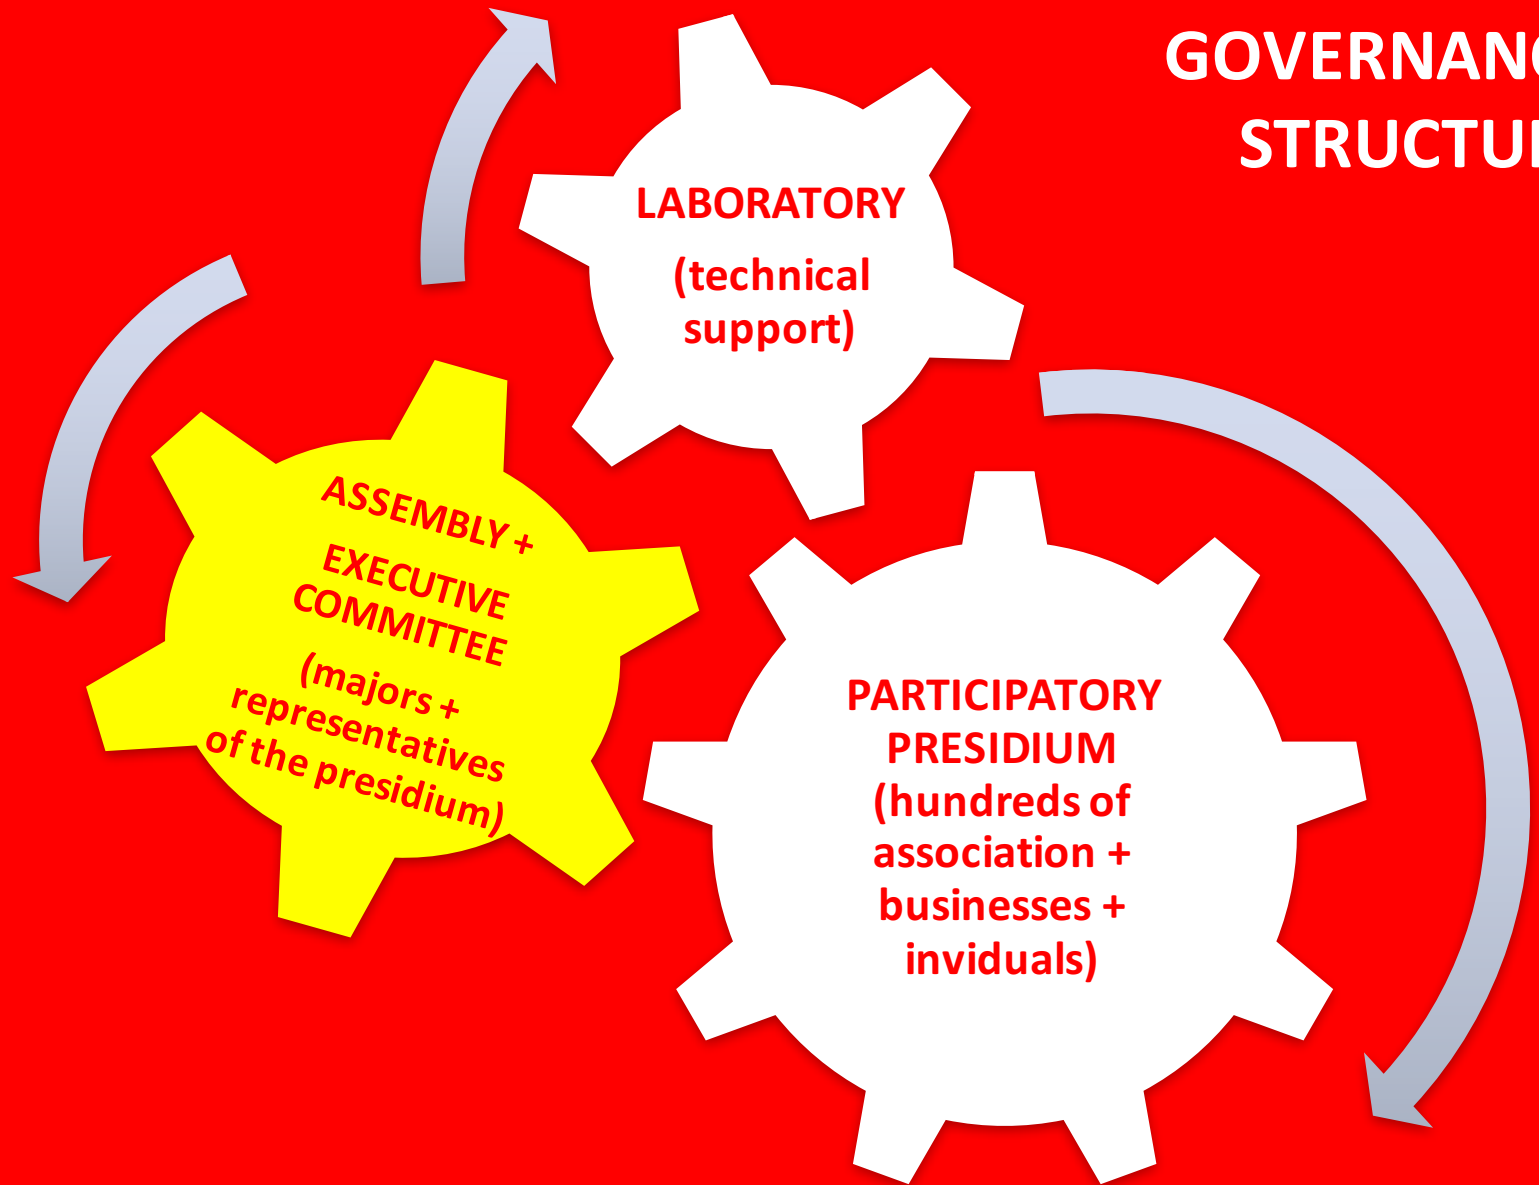 GOVERNANC
STRUCTU
LABORATORY
(technical
support)
ASSEMBLY +
EXECUTIVE
COMMITTEE
(majors +
representatives
of the presidium)
PARTICIPATORY
PRESIDIUM
(hundreds of
association +
businesses +
inviduals)